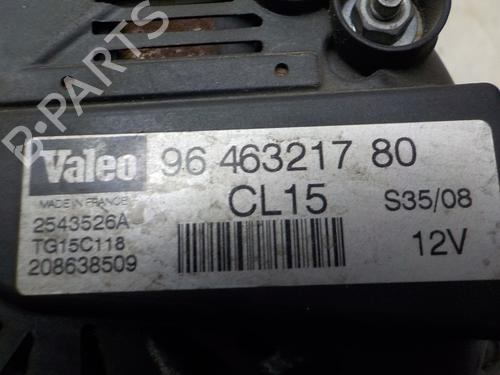 D-PARTS
Valeo 96 463217 80
MADE IN FRANCE
CL15 S35/08
2543526A
TG15C118 12V
208638509